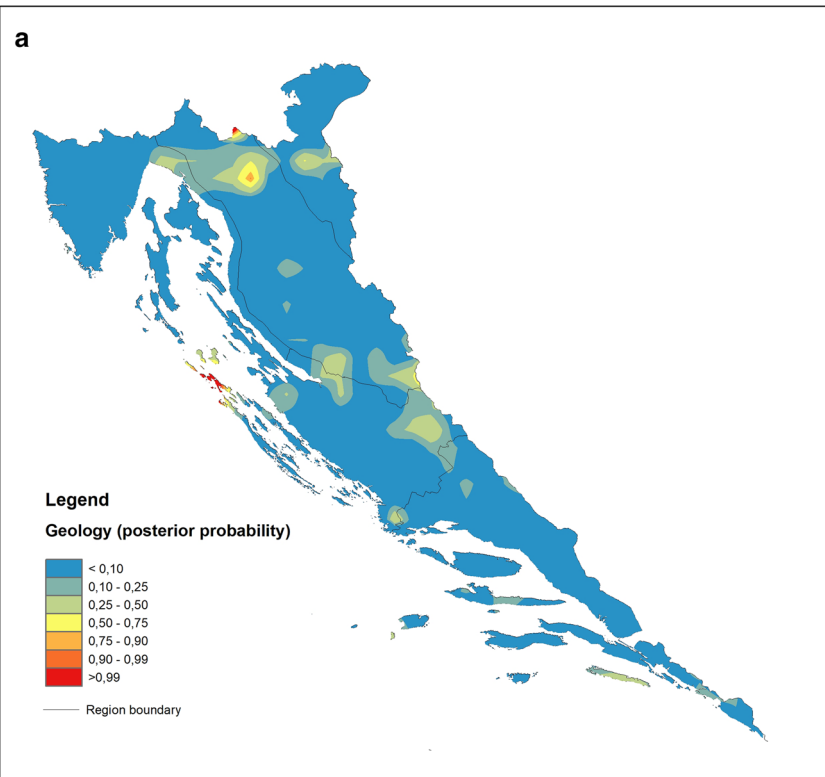 a
Legend
Geology (posterior probability)
< 0,10
0,10 - 0,25
0,25 - 0,50
0,50 - 0,75
0,75 - 0,90
0,90 - 0,99
>0,99
Region boundary